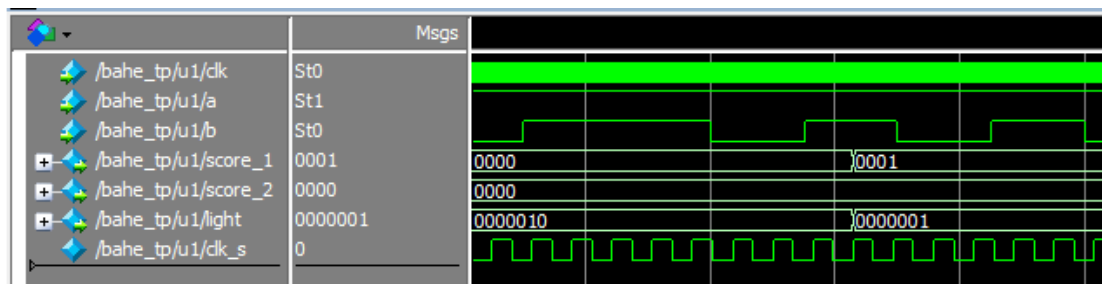 Msgs
/bahe_tp/u1/clk St0
/bahe_tp/u1/a St1
/bahe_tp/u1/b St0
/bahe_tp/u1/score_1 0001 0000 0001
/bahe_tp/u1/score_2 0000 0000
/bahe_tp/u1/light 0000001 0000010 0000001
/bahe_tp/u1/clk_s 0